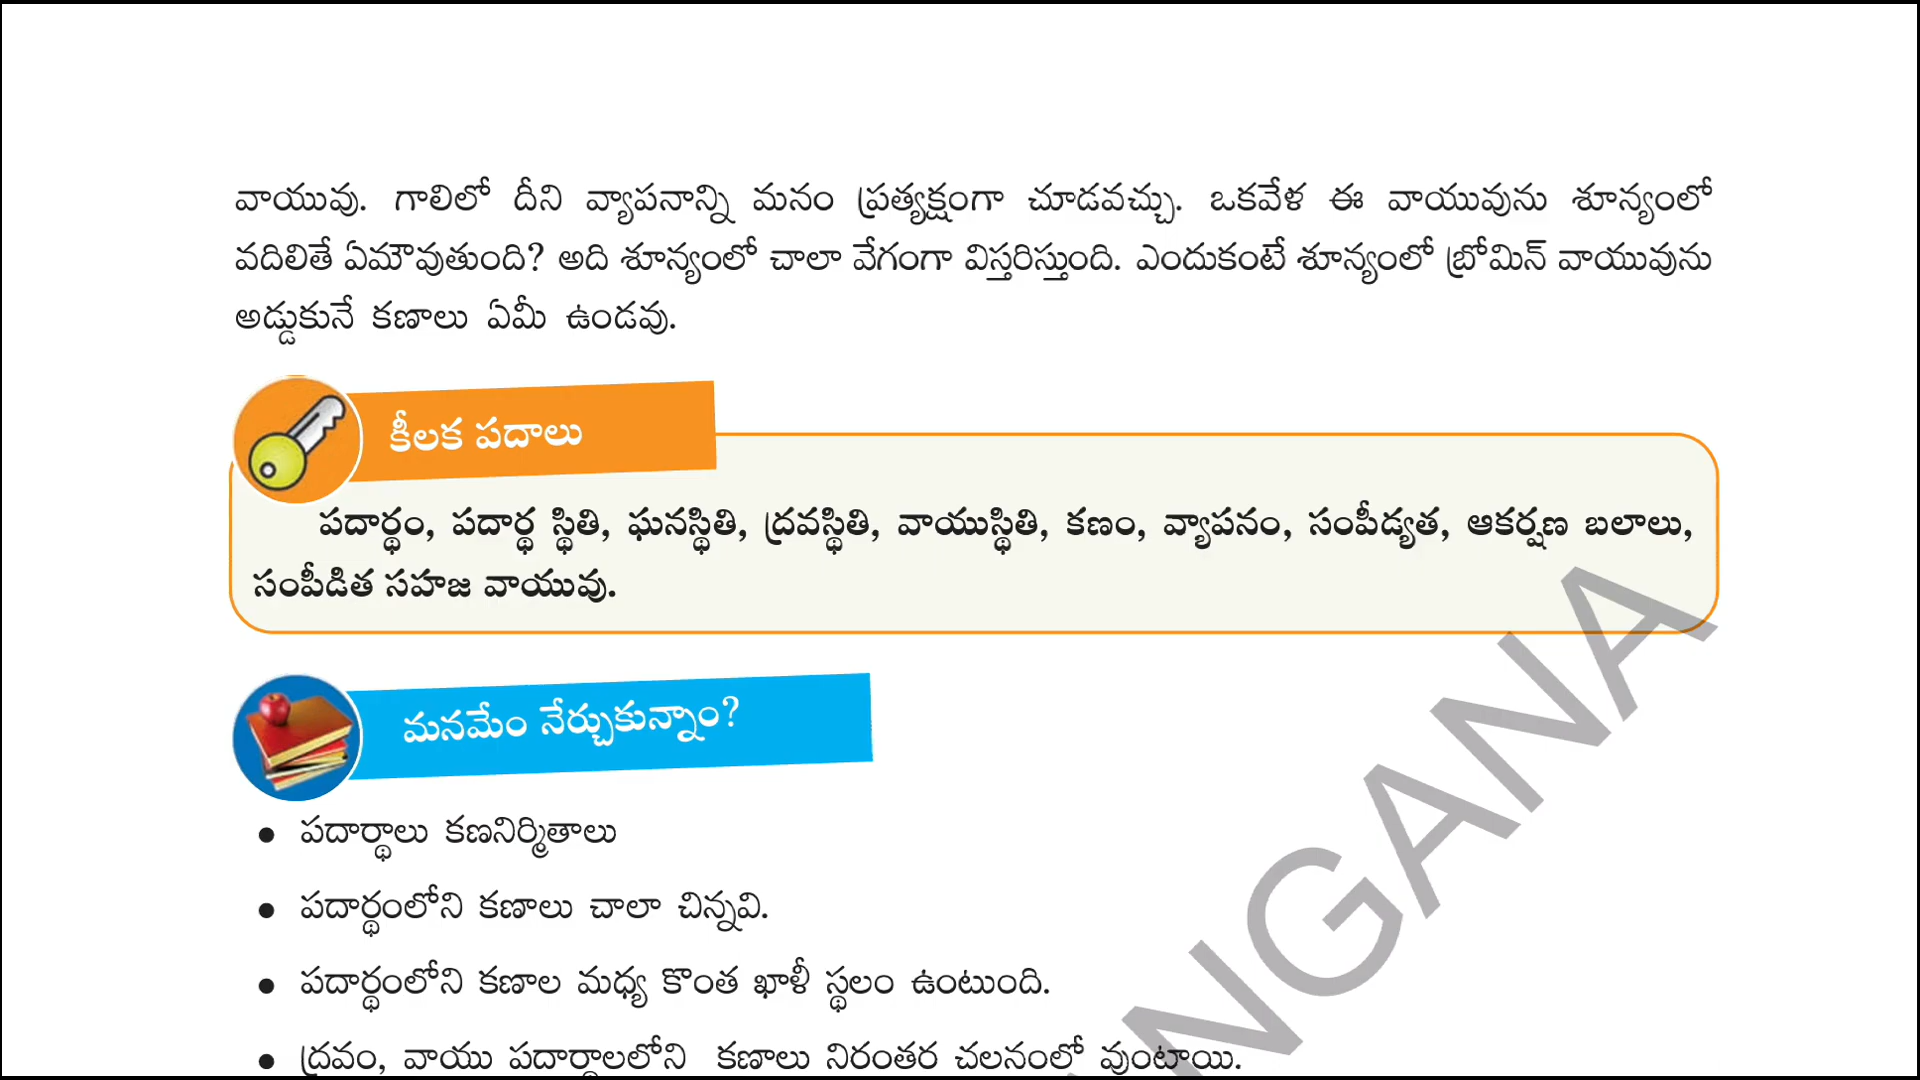 వాయువు. గాలిలో దీని వ్యాపనాన్ని మనం ప్రత్యక్షంగా చూడవచ్చు. ఒకవేళ ఈ వాయువును శూన్యంలో
వదిలితే ఏమౌవుతుంది? అది శూన్యంలో చాలా వేగంగా విస్తరిస్తుంది. ఎందుకంటే శూన్యంలో బ్రోమిన్ వాయువును
అడ్డుకునే కణాలు ఏమీ ఉండవు.
కీలక పదాలు
పదార్థం, పదార్థ స్థితి, ఘనస్థితి, ద్రవస్థితి, వాయుస్థితి, కణం, వ్యాపనం, సంపీడ్యత, ఆకర్షణ బలాలు,
సంపీడిత సహజ వాయువు.
మనమేం నేర్చుకున్నాం?
• పదార్థాలు కణనిర్మితాలు
• పదార్థంలోని కణాలు చాలా చిన్నవి.
• పదార్థంలోని కణాల మధ్య కొంత ఖాళీ స్థలం ఉంటుంది.
• ద్రవం, వాయు పదార్థాలలోని కణాలు నిరంతర చలనంలో వుంటాయి.
NGANA